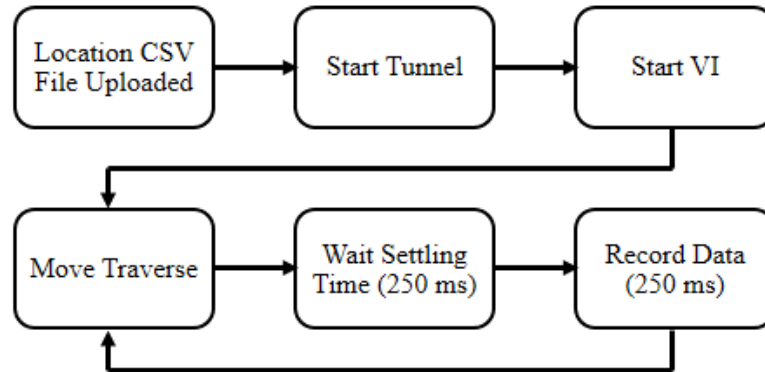 Location CSV
File Uploaded
Start Tunnel
Start VI
Move Traverse
Wait Settling
Time (250 ms)
Record Data
(250 ms)